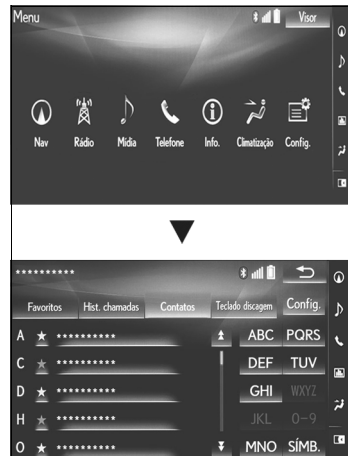 Menu Visor
Nav Rádio Mídia Telefone Info. Climatização Config.
**********
Favoritos Hist. chamadas Contatos Teclado discagem Config.
A ********** ABC PQRS
C ********** DEF TUV
D ********** GHI WXYZ
H ********** JKL 0-9
O ********** MNO SÍMB.